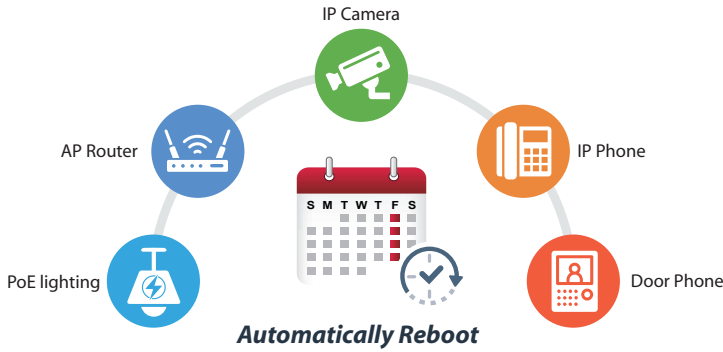 IP Camera
AP Router
IP Phone
S M T W T F S
PoE lighting
Door Phone
Automatically Reboot